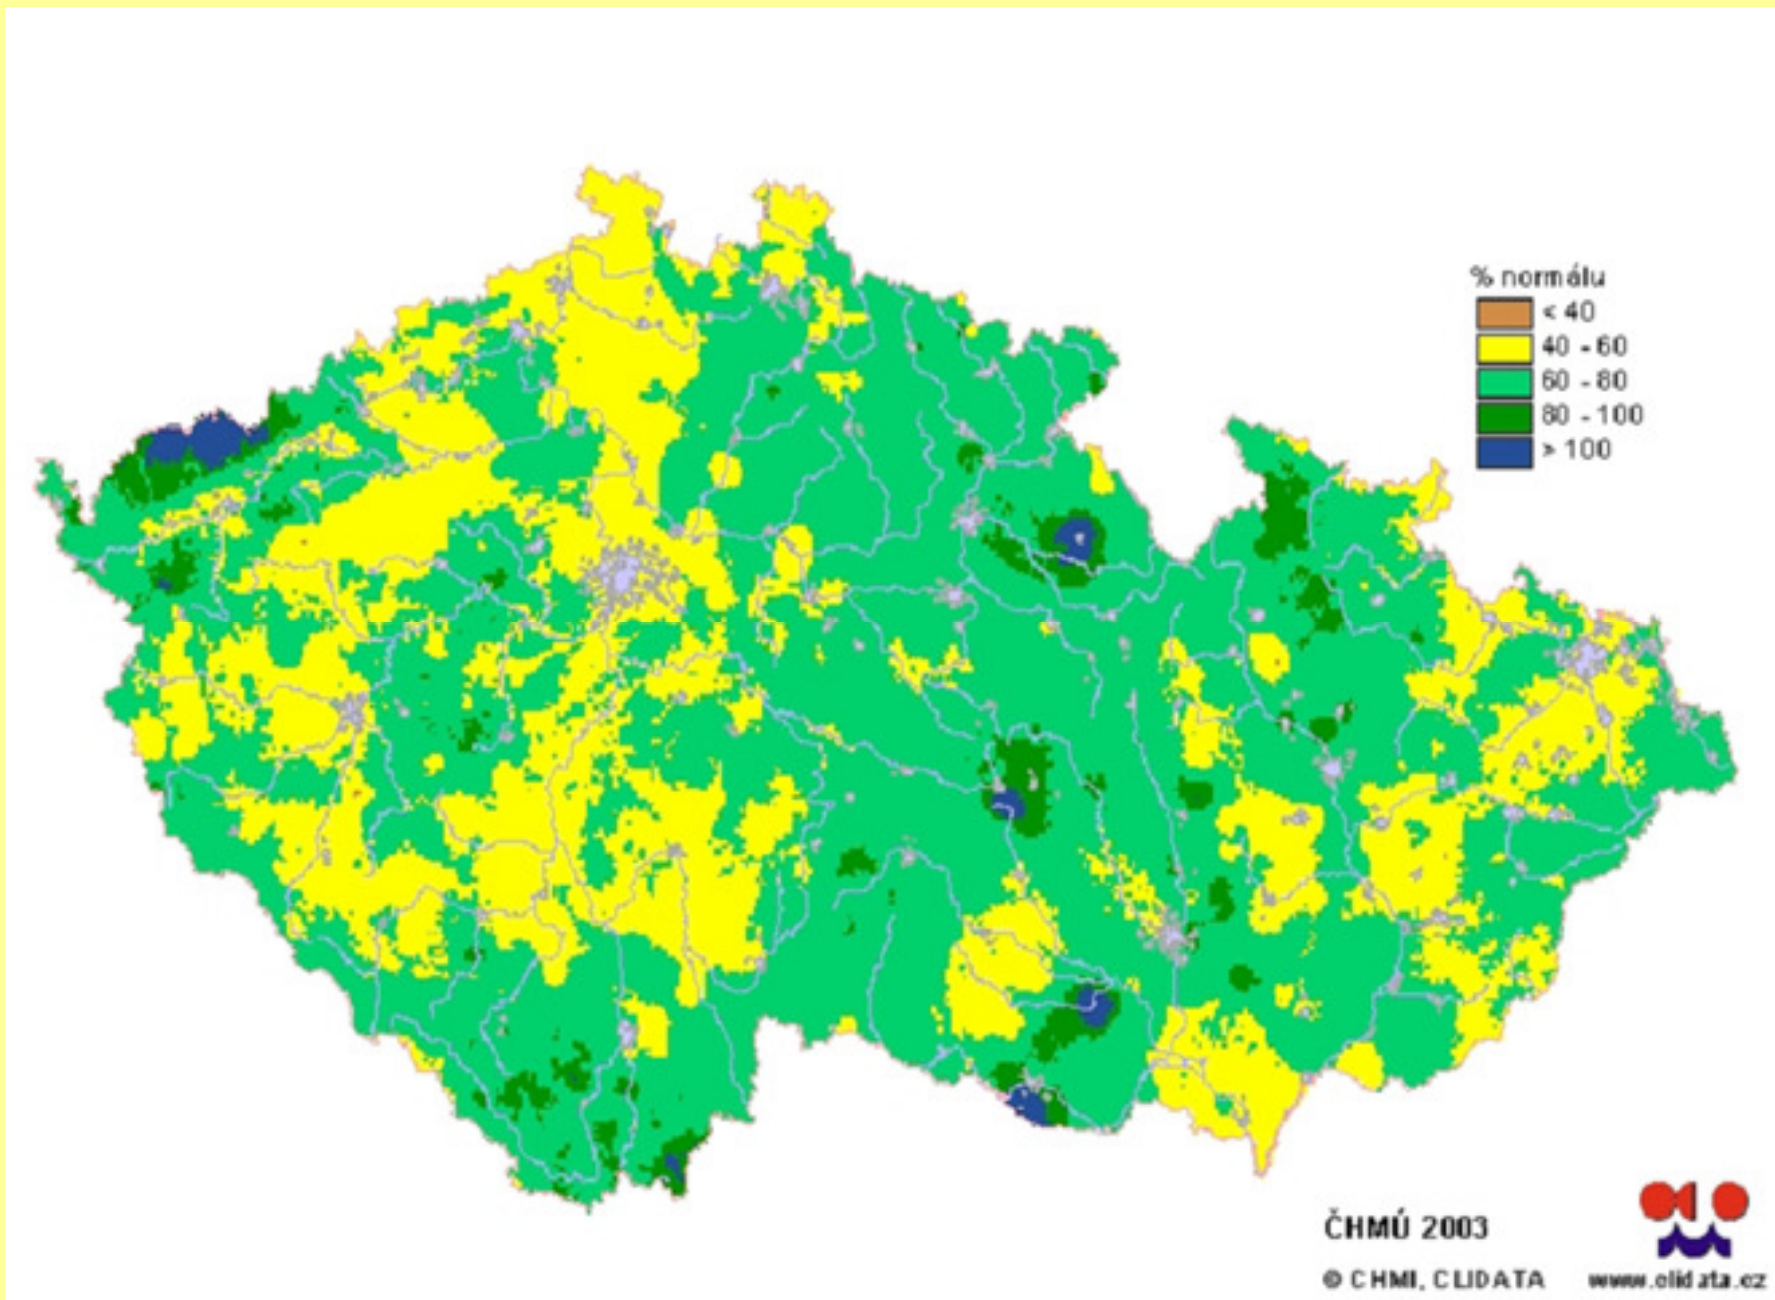 % normálu
< 40
40 - 60
60 - 80
80 - 100
> 100
ČHMÚ 2003
© CHMI, CLIDATA
www.clidata.cz